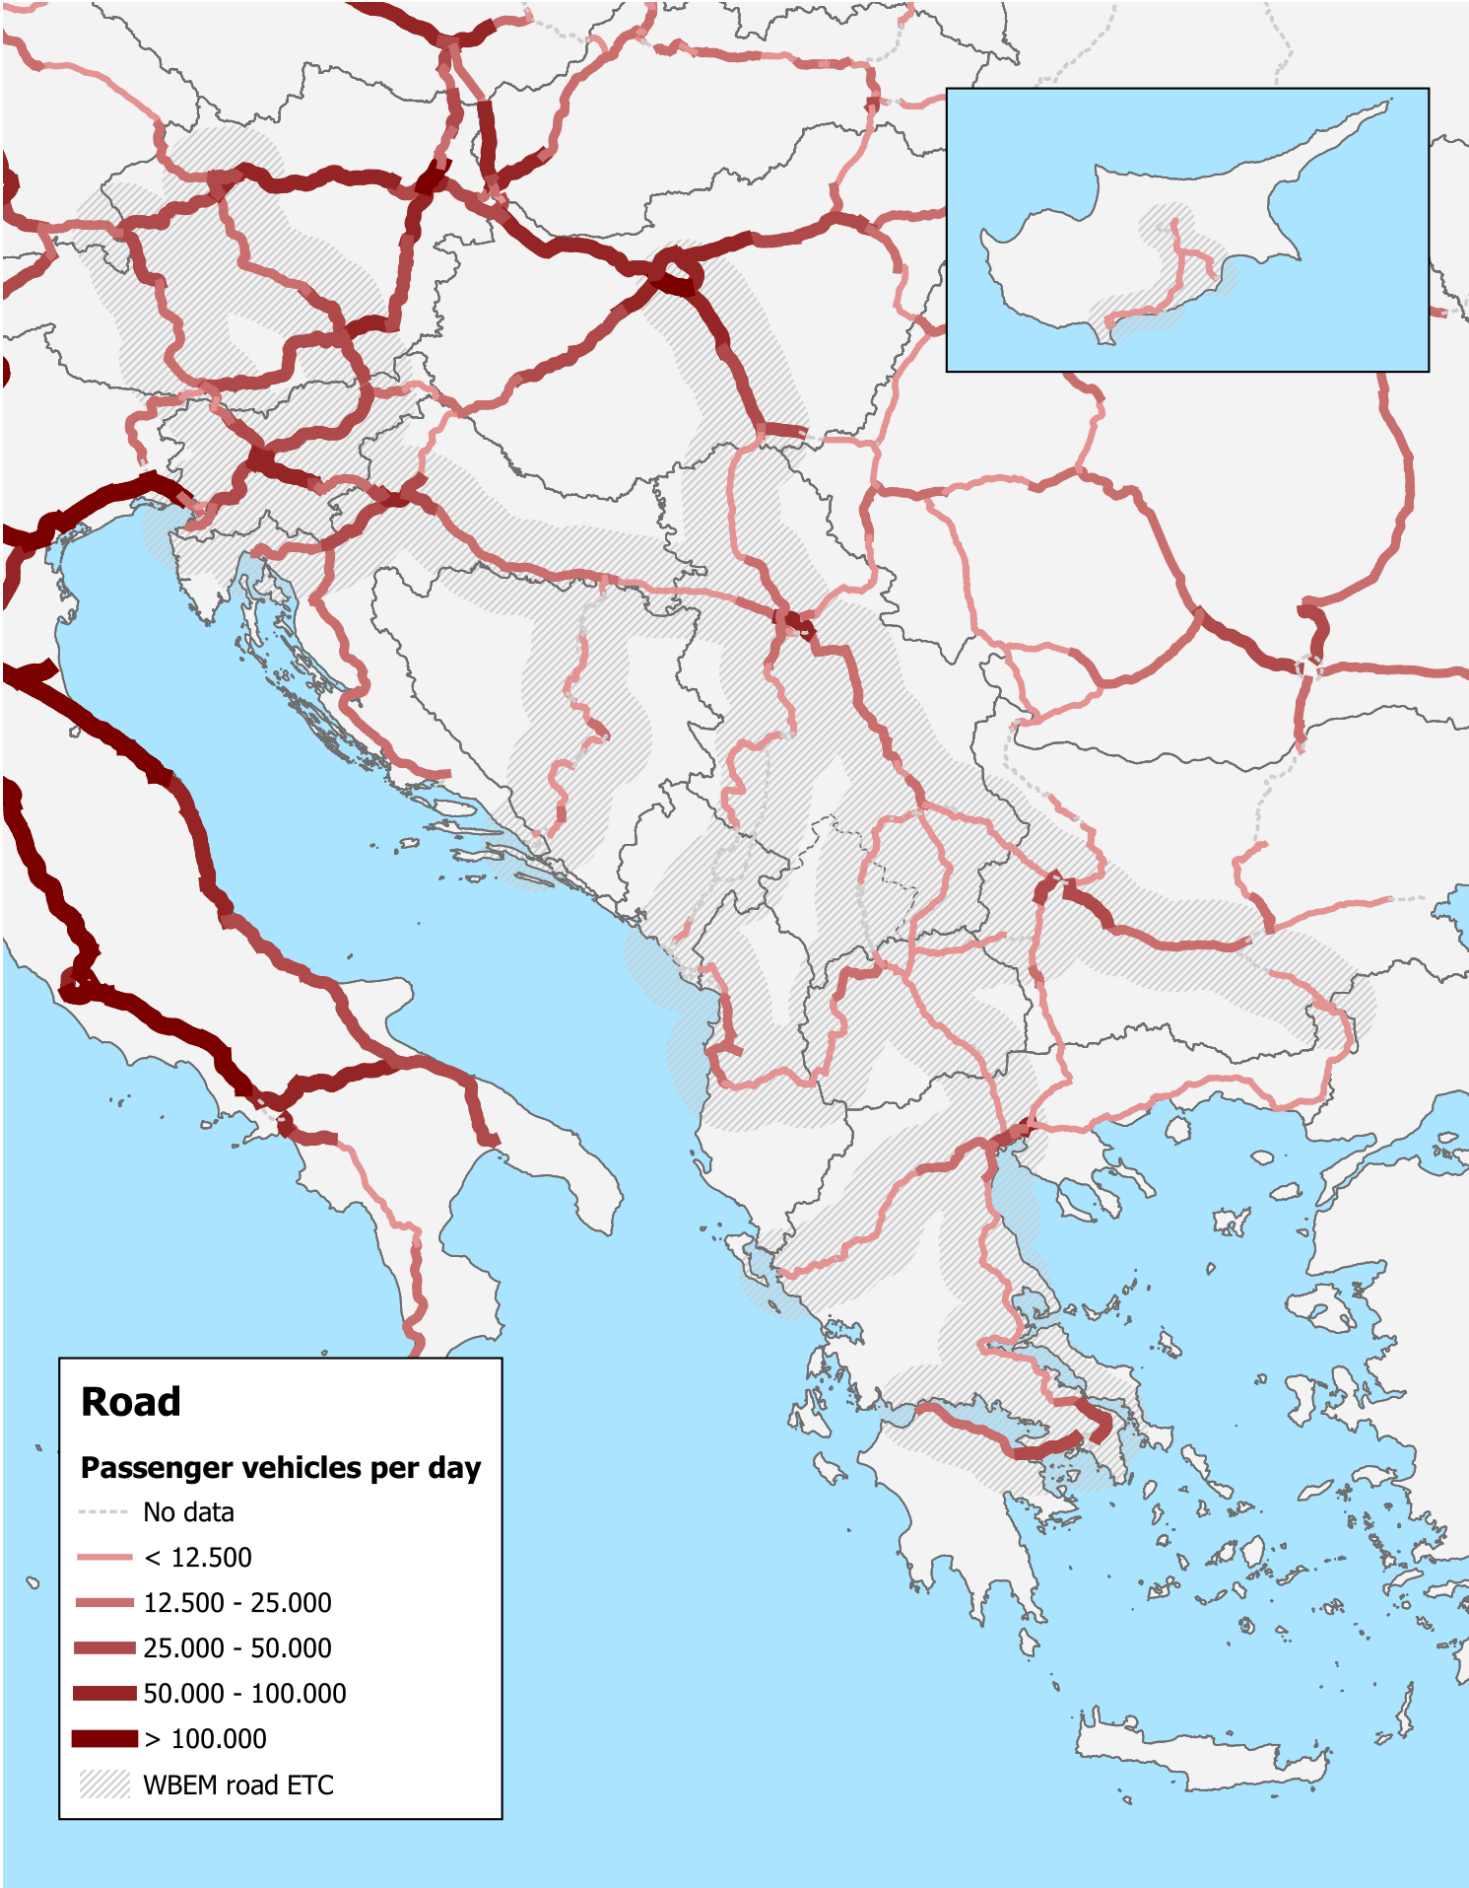 Road
Passenger vehicles per day
No data
< 12.500
12.500 - 25.000
25.000 - 50.000
50.000 - 100.000
> 100.000
WBEM road ETC